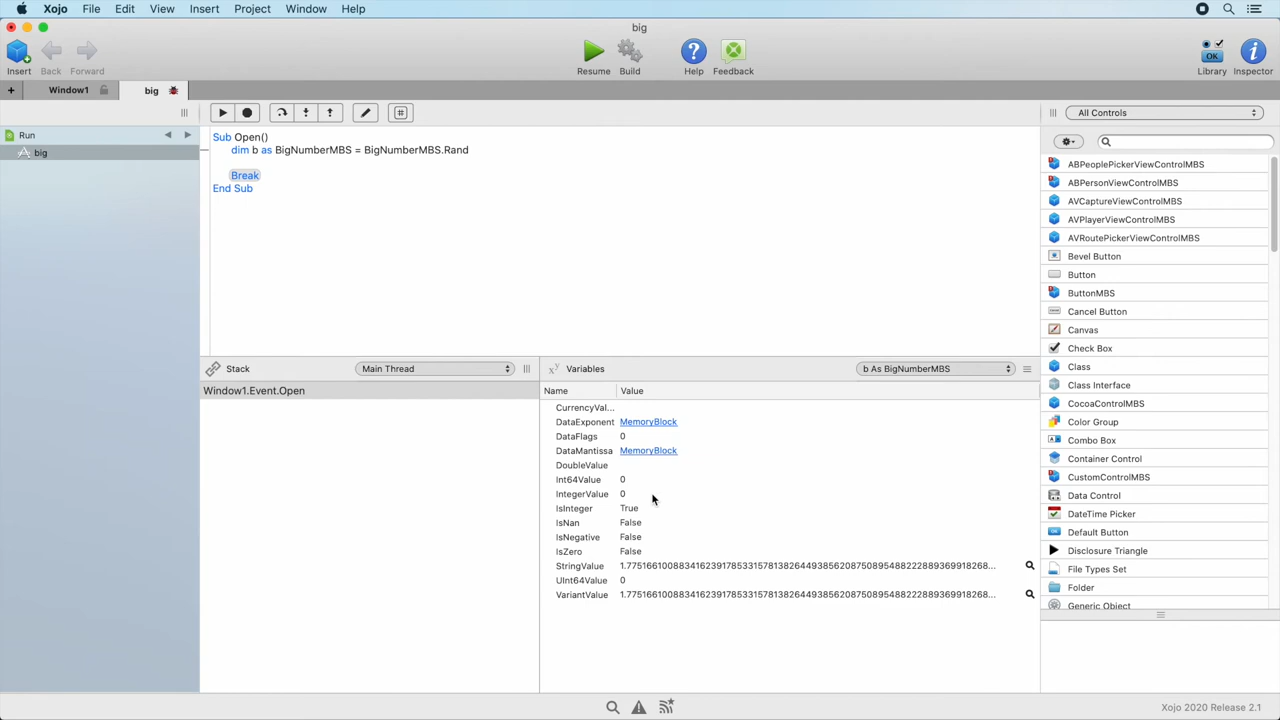 Xojo File Edit View Insert Project Window Help
big
Insert Back Forward Resume Build Help Feedback Library Inspector
+ Window1 big
Run
big
All Controls
Sub Open()
dim b as BigNumberMBS = BigNumberMBS.Rand
Break
End Sub
ABPeoplePickerViewControlMBS
ABPersonViewControlMBS
AVCaptureViewControlMBS
AVPlayerViewControlMBS
AVRoutePickerViewControlMBS
Bevel Button
Button
ButtonMBS
Cancel Button
Canvas
Check Box
Class
Class Interface
CocoaControlMBS
Color Group
Combo Box
Container Control
CustomControlMBS
Data Control
DateTime Picker
Default Button
Disclosure Triangle
File Types Set
Folder
Generic Object
Stack Main Thread
Window1.Event.Open
Variables b As BigNumberMBS
Name Value
CurrencyVal...
DataExponent MemoryBlock
DataFlags 0
DataMantissa MemoryBlock
DoubleValue
Int64Value 0
IntegerValue 0
IsInteger True
IsNan False
IsNegative False
IsZero False
StringValue 1.7751661008834162391785331578138264493856208750895488222889369918268...
UInt64Value 0
VariantValue 1.7751661008834162391785331578138264493856208750895488222889369918268...
Xojo 2020 Release 2.1